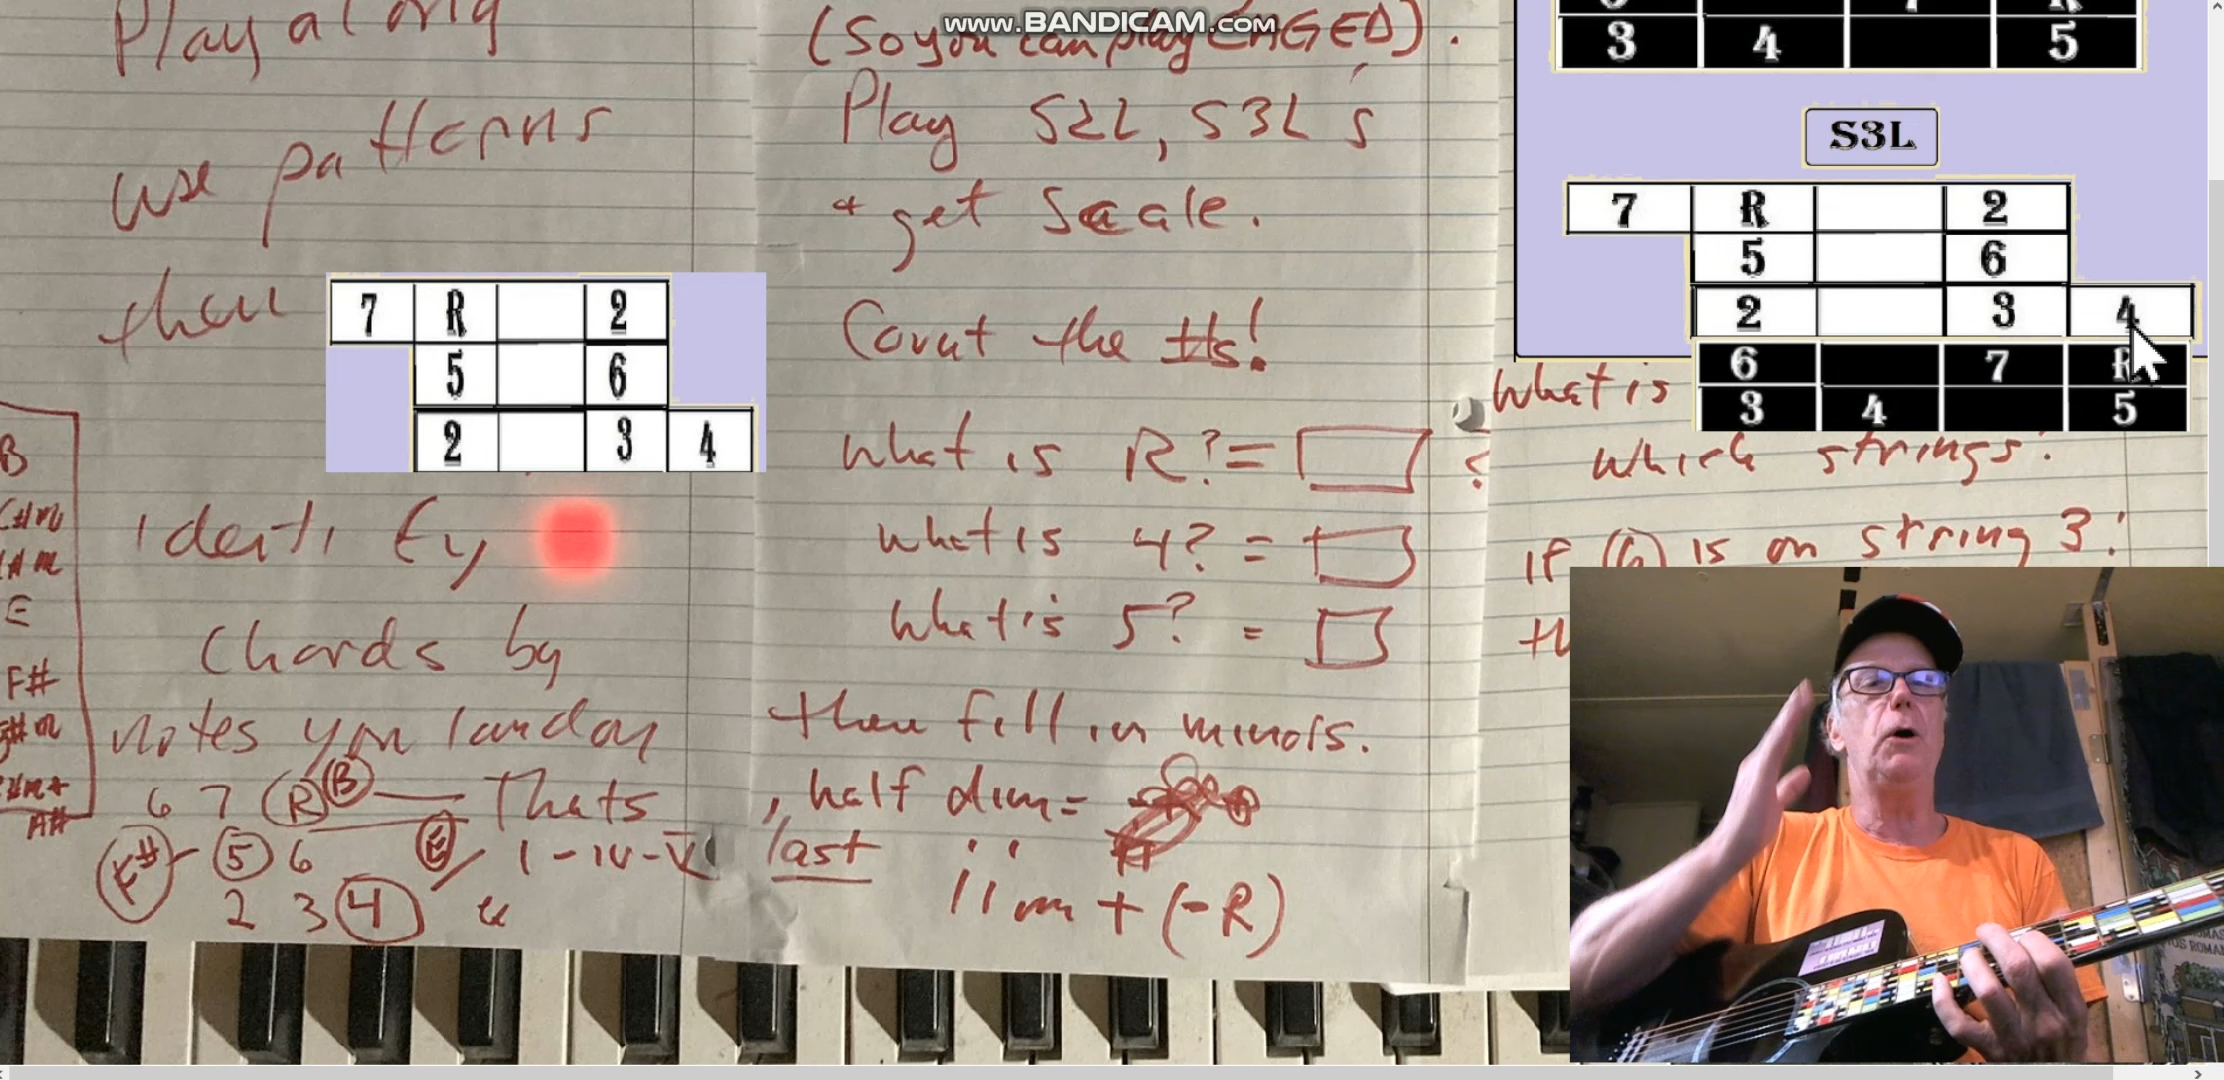 www.BANDICAM.com
Play along
use patterns
then
7 R 2
5 6
2 3 4
Identify
Chords by
notes you land on
6 7 (R) (B) — Thats
F# - 5 6 E / I - IV - V
2 3 4
B
C#m
E
F#
A#
(So you can play CAGED).
Play S2L, S3L's
+ get Scale.
Count the #s!
What is R? = ?
What is 4? =
What is 5? =
then fill in minors.
, half dim =
last ii
iim + (-R)
3 4 5
S3L
7 R 2
5 6
2 3 4
6 7 R
3 4 5
What is
Which strings?
If (6) is on string 3?